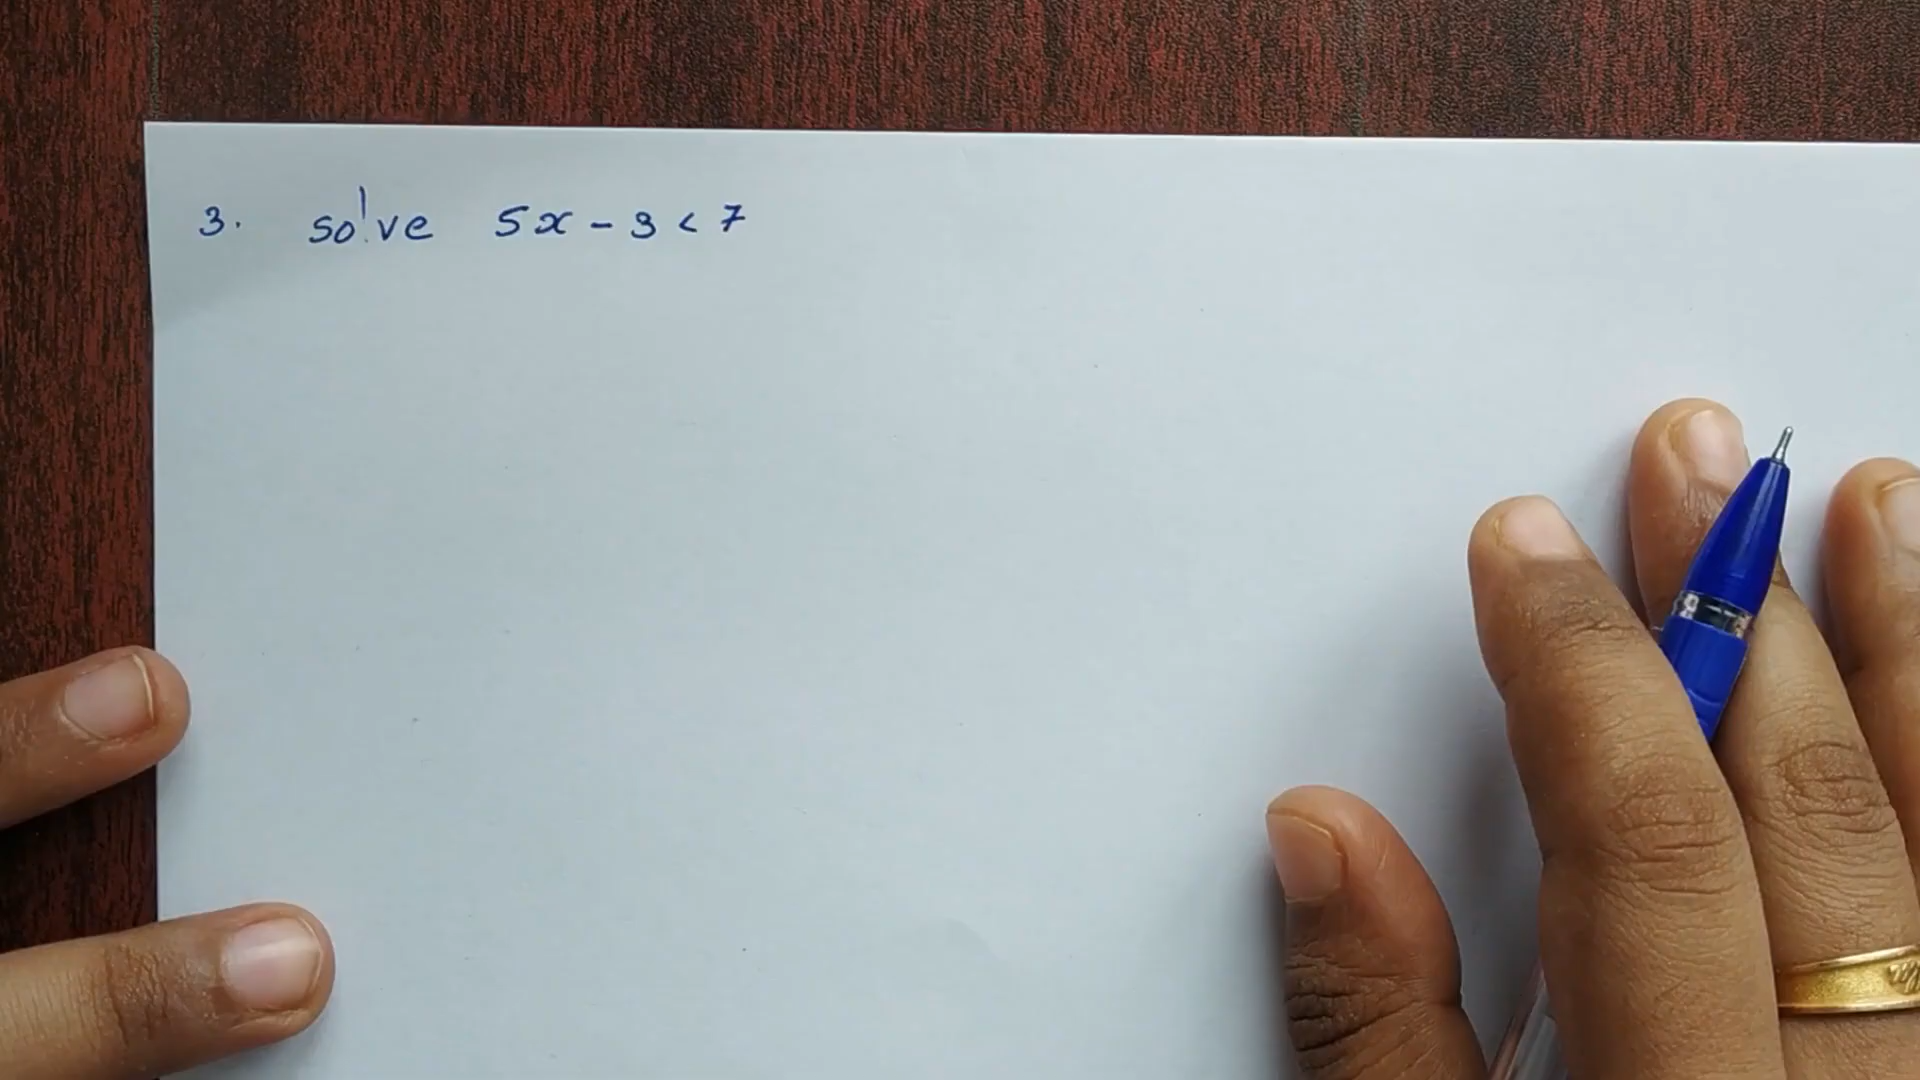 3. solve 5x - 3 < 7